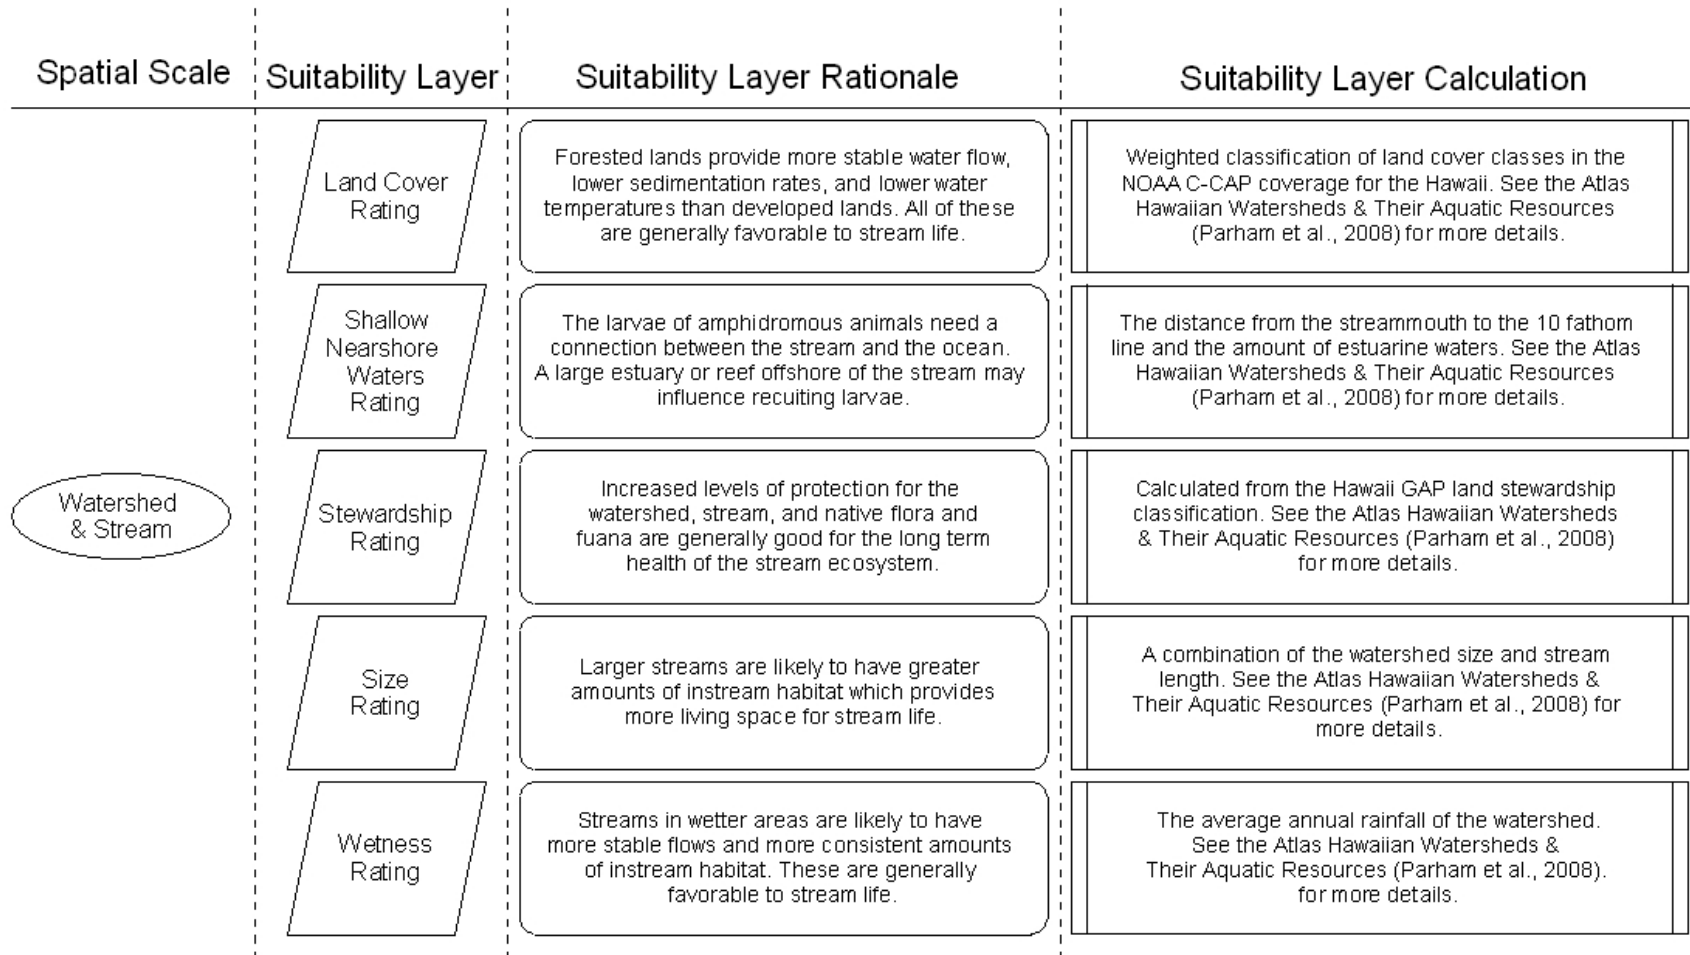 Spatial Scale
Suitability Layer
Suitability Layer Rationale
Suitability Layer Calculation
Watershed
& Stream
Land Cover
Rating
Forested lands provide more stable water flow,
lower sedimentation rates, and lower water
temperatures than developed lands. All of these
are generally favorable to stream life.
Weighted classification of land cover classes in the
NOAA C-CAP coverage for the Hawaii. See the Atlas
Hawaiian Watersheds & Their Aquatic Resources
(Parham et al., 2008) for more details.
Shallow
Nearshore
Waters
Rating
The larvae of amphidromous animals need a
connection between the stream and the ocean.
A large estuary or reef offshore of the stream may
influence recuiting larvae.
The distance from the streammouth to the 10 fathom
line and the amount of estuarine waters. See the Atlas
Hawaiian Watersheds & Their Aquatic Resources
(Parham et al., 2008) for more details.
Stewardship
Rating
Increased levels of protection for the
watershed, stream, and native flora and
fuana are generally good for the long term
health of the stream ecosystem.
Calculated from the Hawaii GAP land stewardship
classification. See the Atlas Hawaiian Watersheds
& Their Aquatic Resources (Parham et al., 2008)
for more details.
Size
Rating
Larger streams are likely to have greater
amounts of instream habitat which provides
more living space for stream life.
A combination of the watershed size and stream
length. See the Atlas Hawaiian Watersheds &
Their Aquatic Resources (Parham et al., 2008) for
more details.
Wetness
Rating
Streams in wetter areas are likely to have
more stable flows and more consistent amounts
of instream habitat. These are generally
favorable to stream life.
The average annual rainfall of the watershed.
See the Atlas Hawaiian Watersheds &
Their Aquatic Resources (Parham et al., 2008).
for more details.